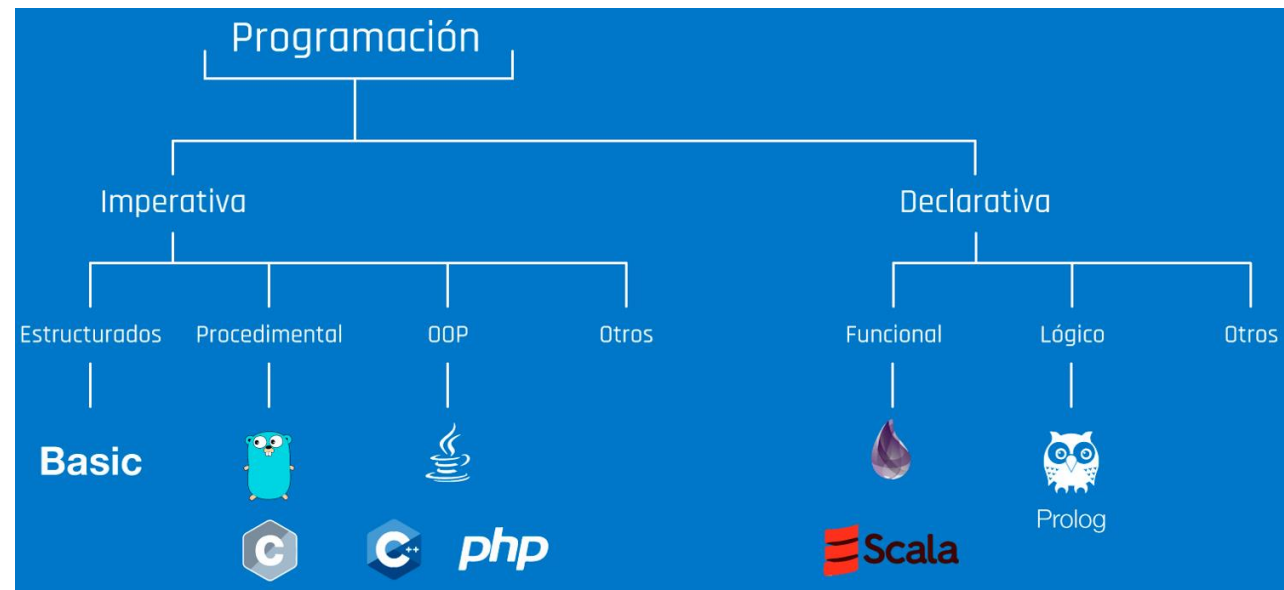 Programación
Imperativa
Declarativa
Estructurados
Procedimental
OOP
Otros
Funcional
Lógico
Otros
Basic
C
C++
php
Scala
Prolog